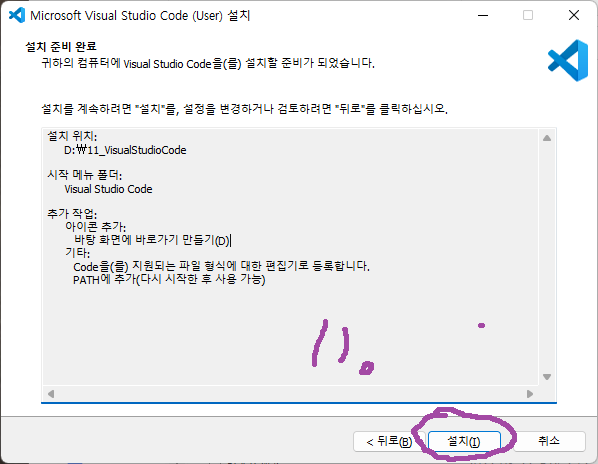 Microsoft Visual Studio Code (User) 설치
설치 준비 완료
귀하의 컴퓨터에 Visual Studio Code을(를) 설치할 준비가 되었습니다.
설치를 계속하려면 "설치"를, 설정을 변경하거나 검토하려면 "뒤로"를 클릭하십시오.
설치 위치:
D:₩11_VisualStudioCode
시작 메뉴 폴더:
Visual Studio Code
추가 작업:
아이콘 추가:
바탕 화면에 바로가기 만들기(D)
기타:
Code을(를) 지원되는 파일 형식에 대한 편집기로 등록합니다.
PATH에 추가(다시 시작한 후 사용 가능)
11.
< 뒤로(B) 설치(I) 취소